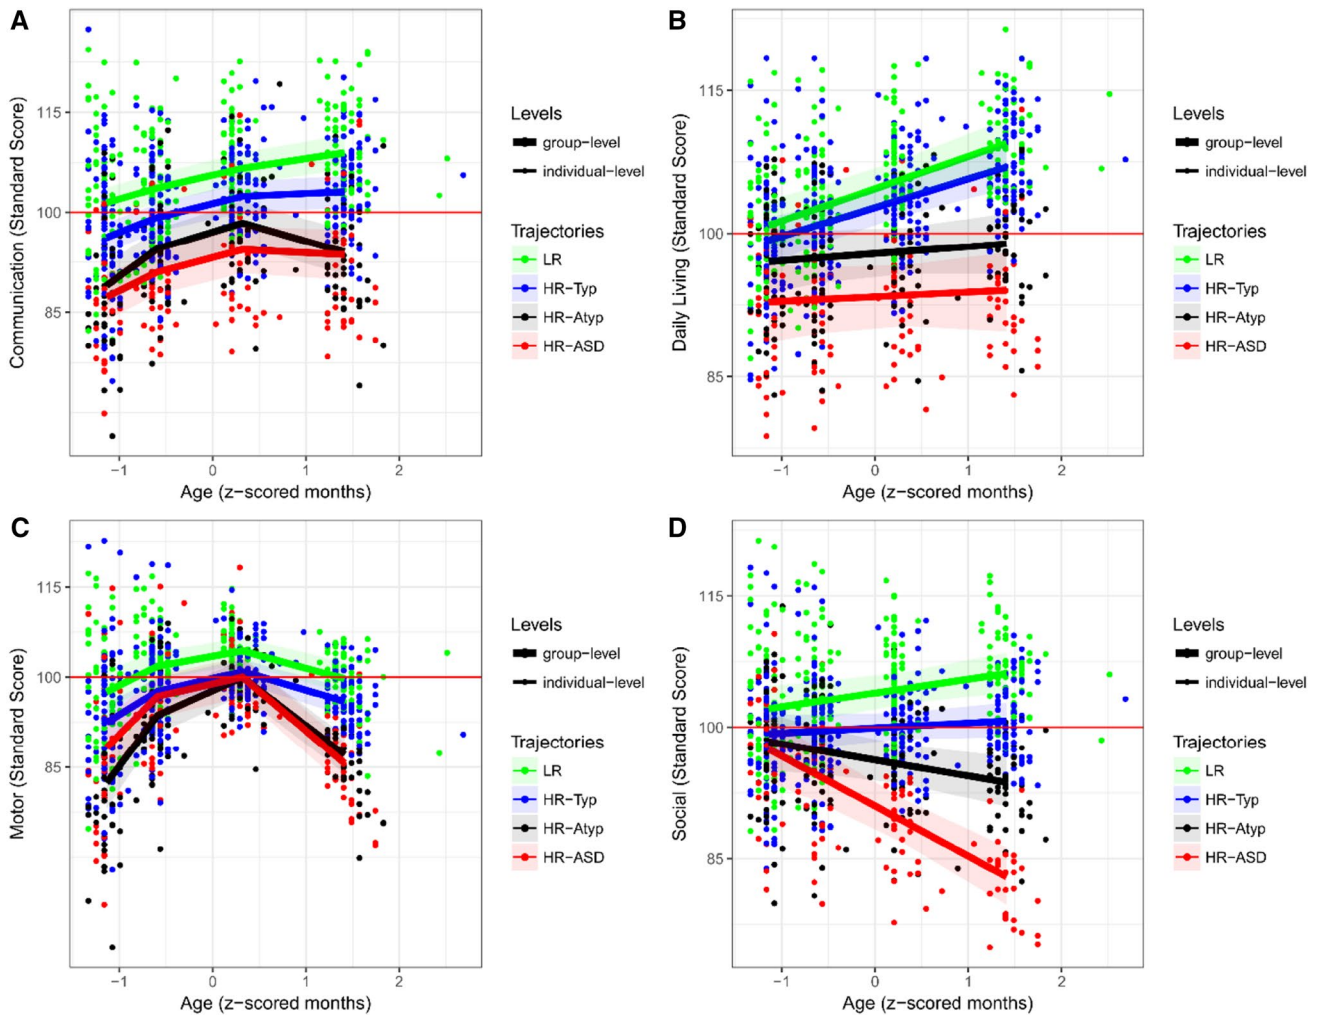 A
Communication (Standard Score)
115
100
85
−1 0 1 2
Age (z−scored months)
Levels
group−level
individual−level
Trajectories
LR
HR−Typ
HR−Atyp
HR−ASD
B
Daily Living (Standard Score)
115
100
85
−1 0 1 2
Age (z−scored months)
Levels
group−level
individual−level
Trajectories
LR
HR−Typ
HR−Atyp
HR−ASD
C
Motor (Standard Score)
115
100
85
−1 0 1 2
Age (z−scored months)
Levels
group−level
individual−level
Trajectories
LR
HR−Typ
HR−Atyp
HR−ASD
D
Social (Standard Score)
115
100
85
−1 0 1 2
Age (z−scored months)
Levels
group−level
individual−level
Trajectories
LR
HR−Typ
HR−Atyp
HR−ASD